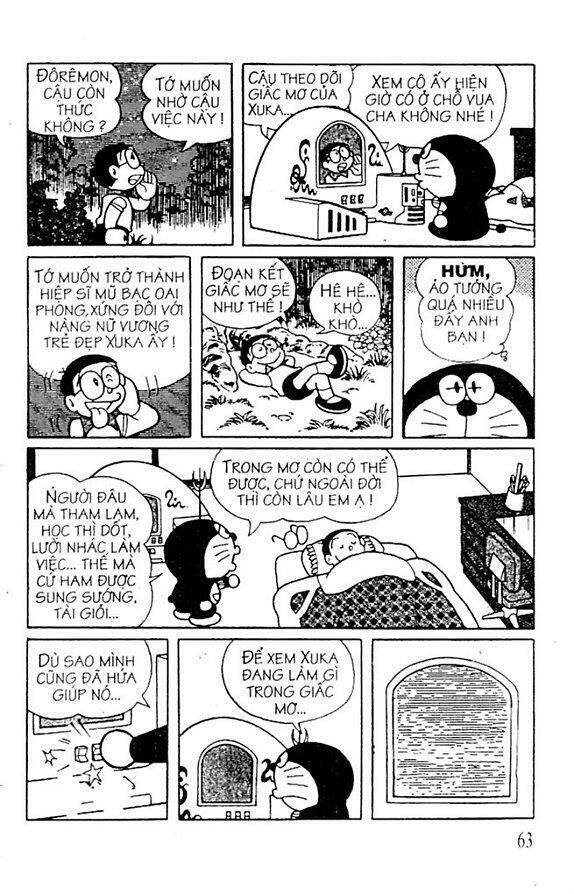 ĐÔRÊMON,
CẬU CÒN
THỨC
KHÔNG ?
TỚ MUỐN
NHỜ CẬU
VIỆC NÀY !
CẬU THEO DÕI
GIẤC MƠ CỦA
XUKA...
XEM CÔ ẤY HIỆN
GIỜ CÓ Ở CHỖ VUA
CHA KHÔNG NHÉ !
TỚ MUỐN TRỞ THÀNH
HIỆP SĨ MŨ BẠC OAI
PHONG, XỨNG ĐÔI VỚI
NÀNG NỮ VƯƠNG
TRẺ ĐẸP XUKA ẤY !
ĐOẠN KẾT
GIẤC MƠ SẼ
NHƯ THẾ !
HÊ HÊ...
KHÒ
KHÒ...
HỪM,
ẢO TƯỞNG
QUÁ NHIỀU
ĐẤY ANH
BẠN !
NGƯỜI ĐÂU
MÀ THAM LAM,
HỌC THÌ DỐT,
LƯỜI NHÁC LÀM
VIỆC... THẾ MÀ
CỨ HAM ĐƯỢC
SUNG SƯỚNG,
TÀI GIỎI...
TRONG MƠ CÒN CÓ THỂ
ĐƯỢC, CHỨ NGOÀI ĐỜI
THÌ CÒN LÂU EM Ạ !
DÙ SAO MÌNH
CŨNG ĐÃ HỨA
GIÚP NÓ...
ĐỂ XEM XUKA
ĐANG LÀM GÌ
TRONG GIẤC
MƠ...
63